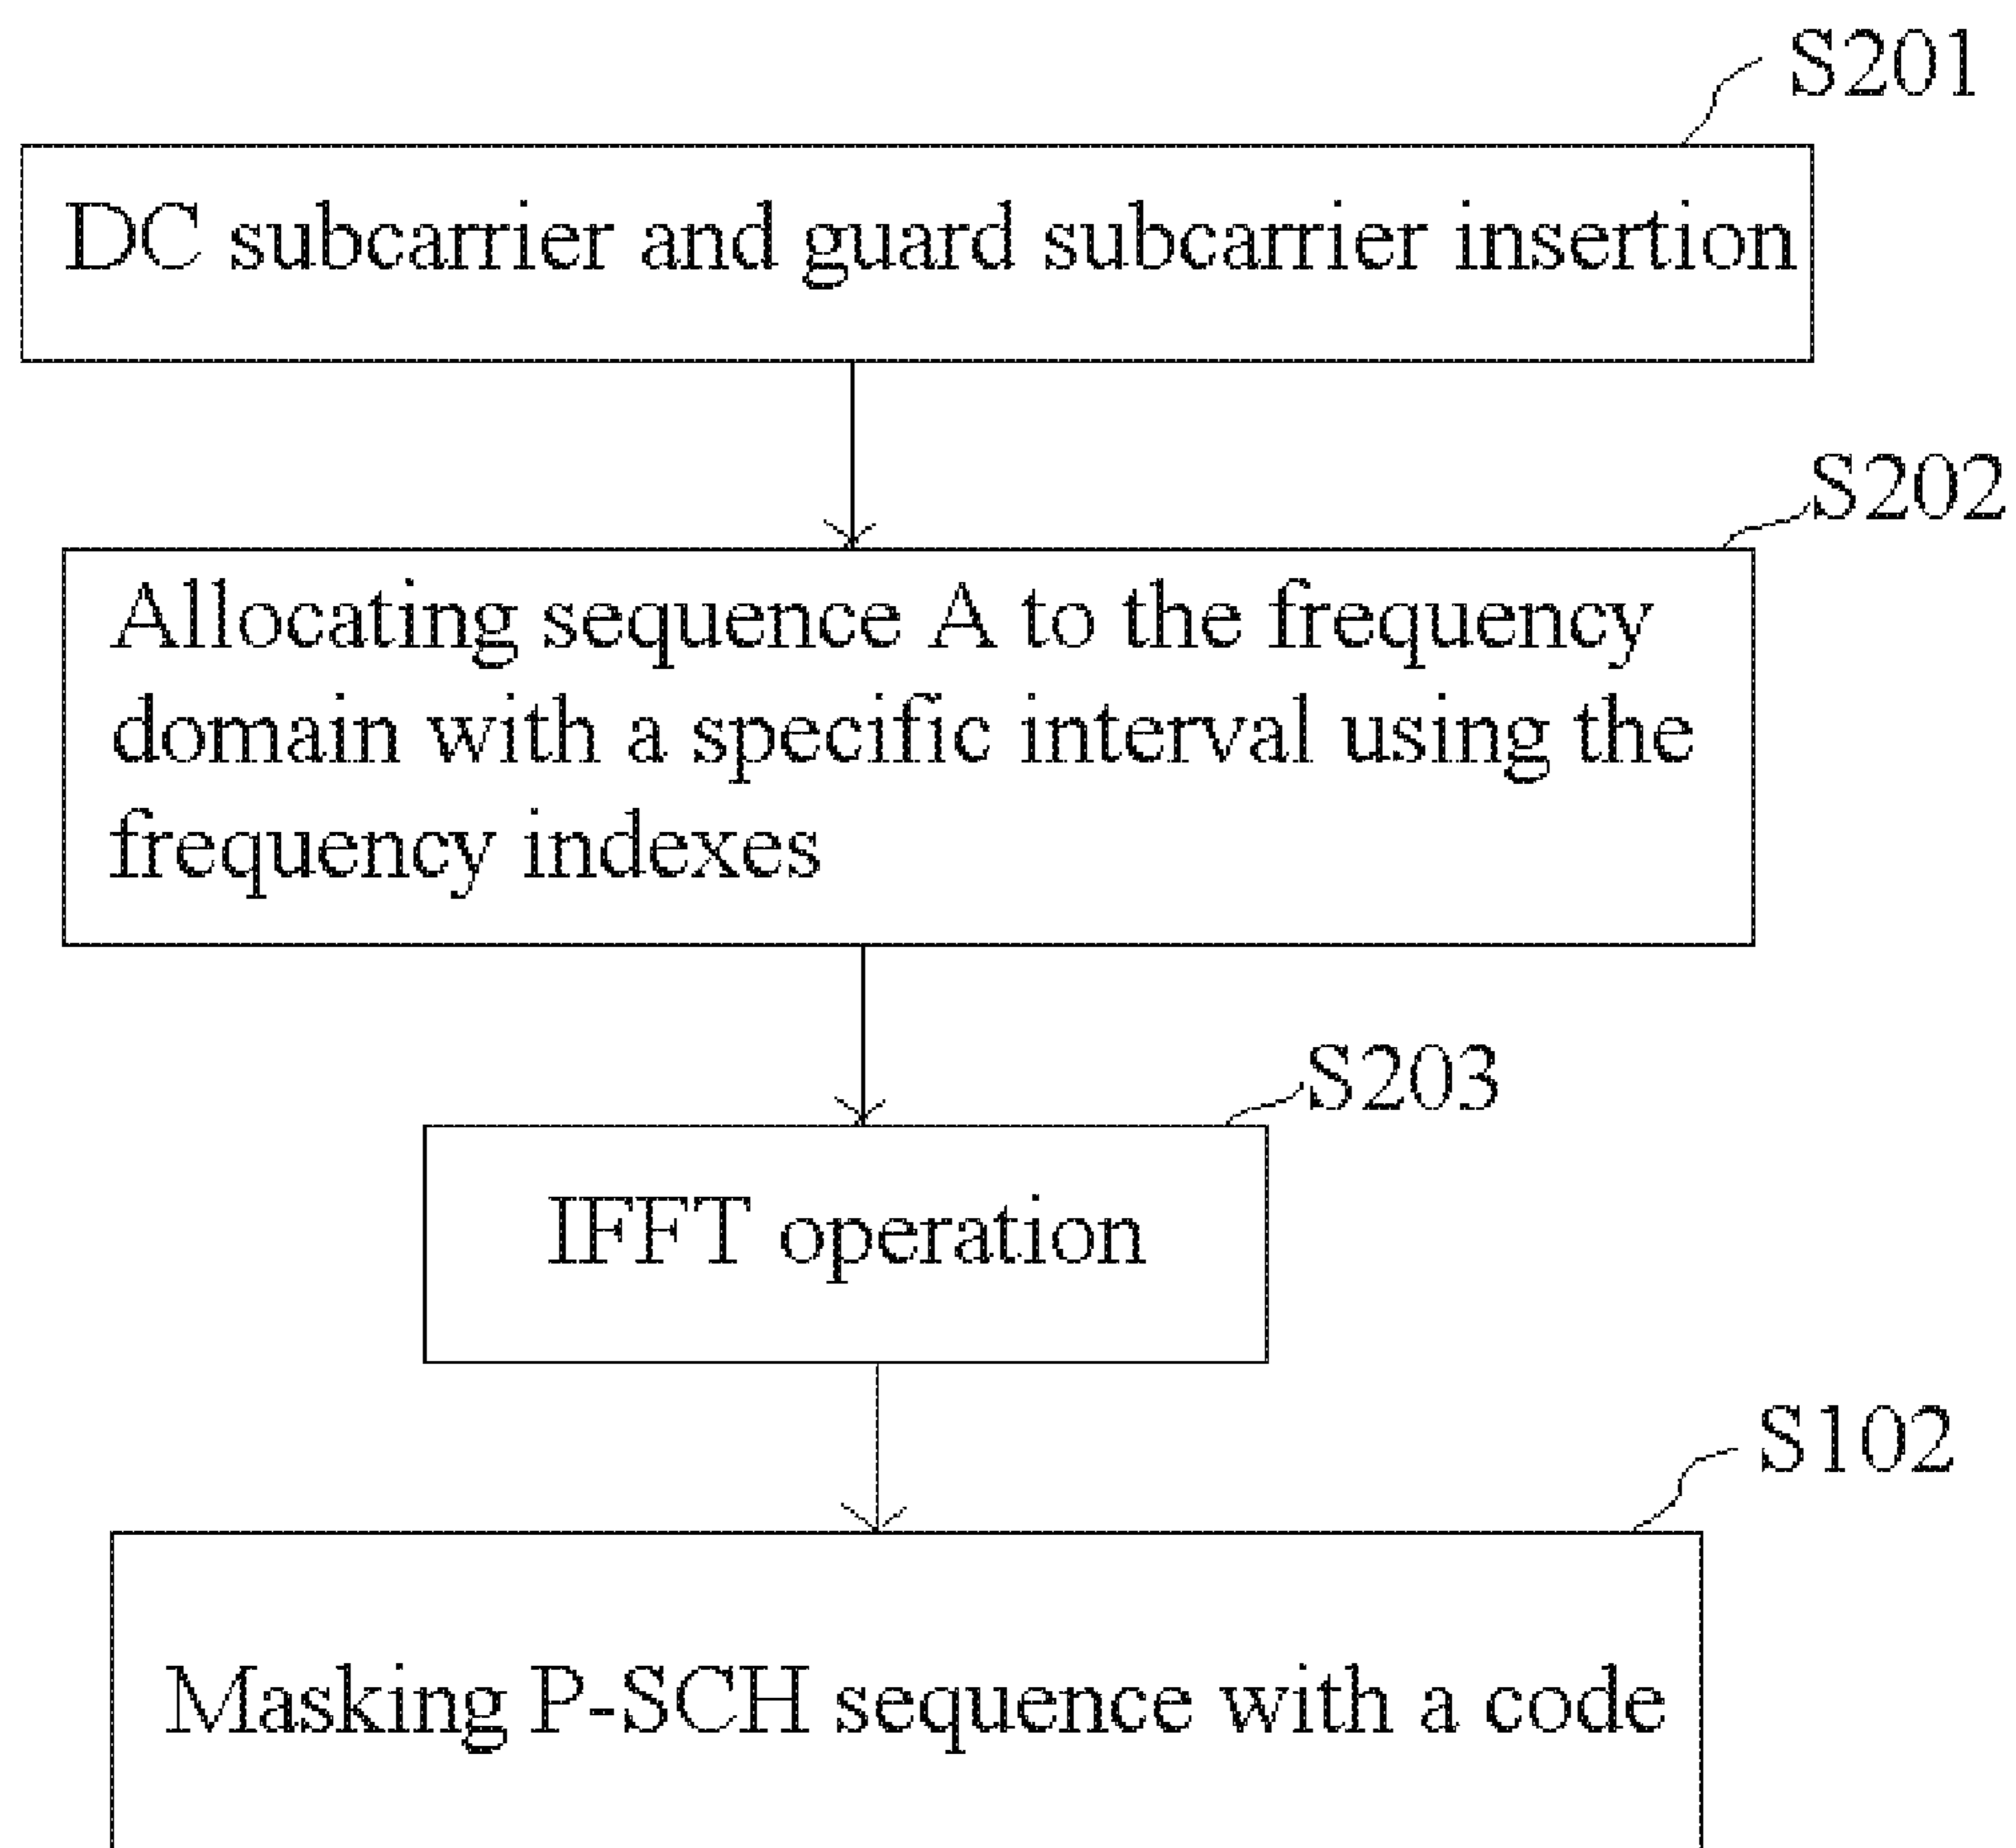 S201
DC subcarrier and guard subcarrier insertion
S202
Allocating sequence A to the frequency
domain with a specific interval using the
frequency indexes
S203
IFFT operation
S102
Masking P-SCH sequence with a code